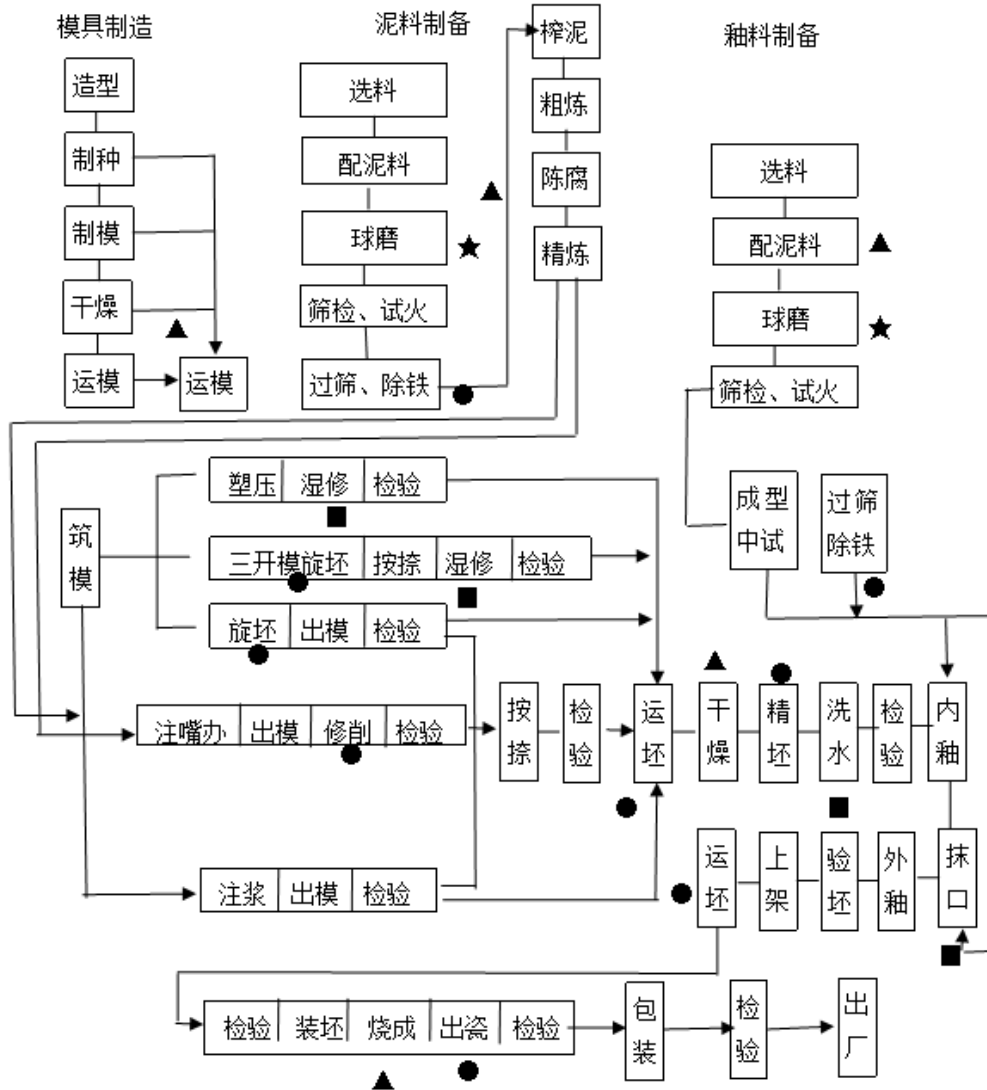 模具制造
泥料制备
釉料制备
造型
制种
制模
干燥
运模
运模
选料
配泥料
球磨
筛检、试火
过筛、除铁
榨泥
粗炼
陈腐
精炼
选料
配泥料
球磨
筛检、试火
成型
中试
过筛
除铁
筑模
塑压 湿修 检验
三开模旋坯 按捺 湿修 检验
旋坯 出模 检验
注嘴办 出模 修削 检验
注浆 出模 检验
按捺
检验
运坯
干燥
精坯
洗水
检验
内釉
运坯
上架
验坯
外釉
抹口
检验 装坯 烧成 出瓷 检验
包装
检验
出厂